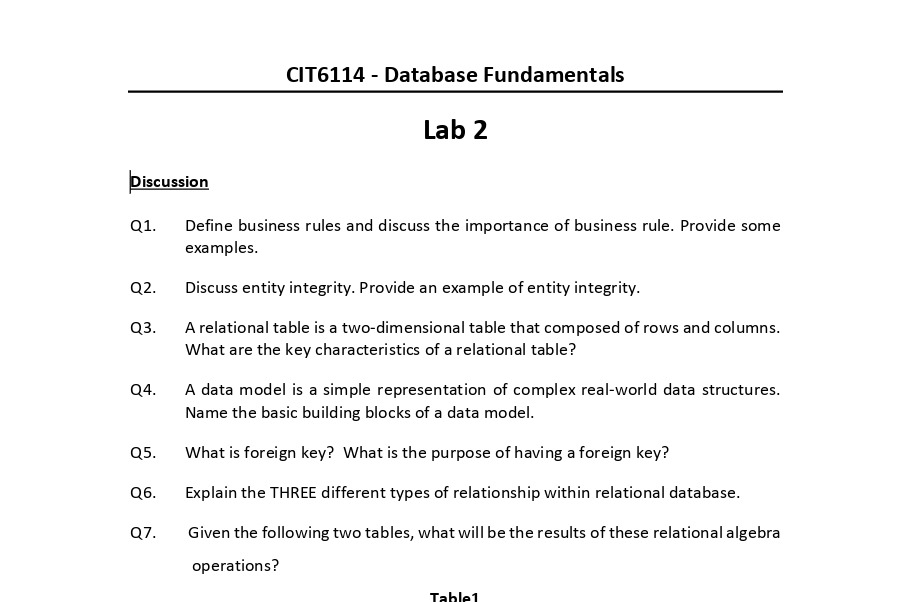 CIT6114 - Database Fundamentals
Lab 2
Discussion
Q1. Define business rules and discuss the importance of business rule. Provide some
examples.
Q2. Discuss entity integrity. Provide an example of entity integrity.
Q3. A relational table is a two-dimensional table that composed of rows and columns.
What are the key characteristics of a relational table?
Q4. A data model is a simple representation of complex real-world data structures.
Name the basic building blocks of a data model.
Q5. What is foreign key?  What is the purpose of having a foreign key?
Q6. Explain the THREE different types of relationship within relational database.
Q7. Given the following two tables, what will be the results of these relational algebra
operations?
Table1